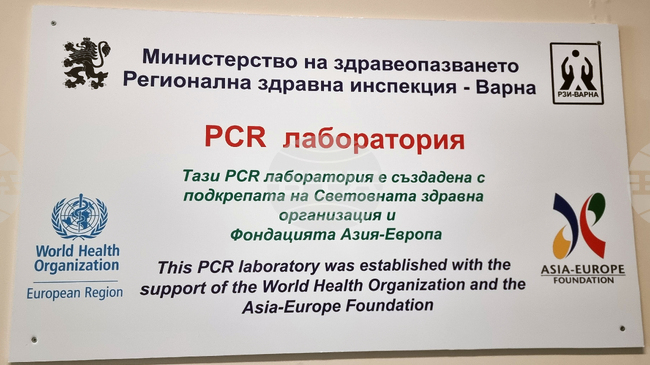 Министерство на здравеопазването
Регионална здравна инспекция - Варна
РЗИ-ВАРНА
PCR лаборатория
Тази PCR лаборатория е създадена с
подкрепата на Световната здравна
организация и
Фондацията Азия-Европа
World Health
Organization
European Region
This PCR laboratory was established with the
support of the World Health Organization and the
Asia-Europe Foundation
ASIA-EUROPE
FOUNDATION